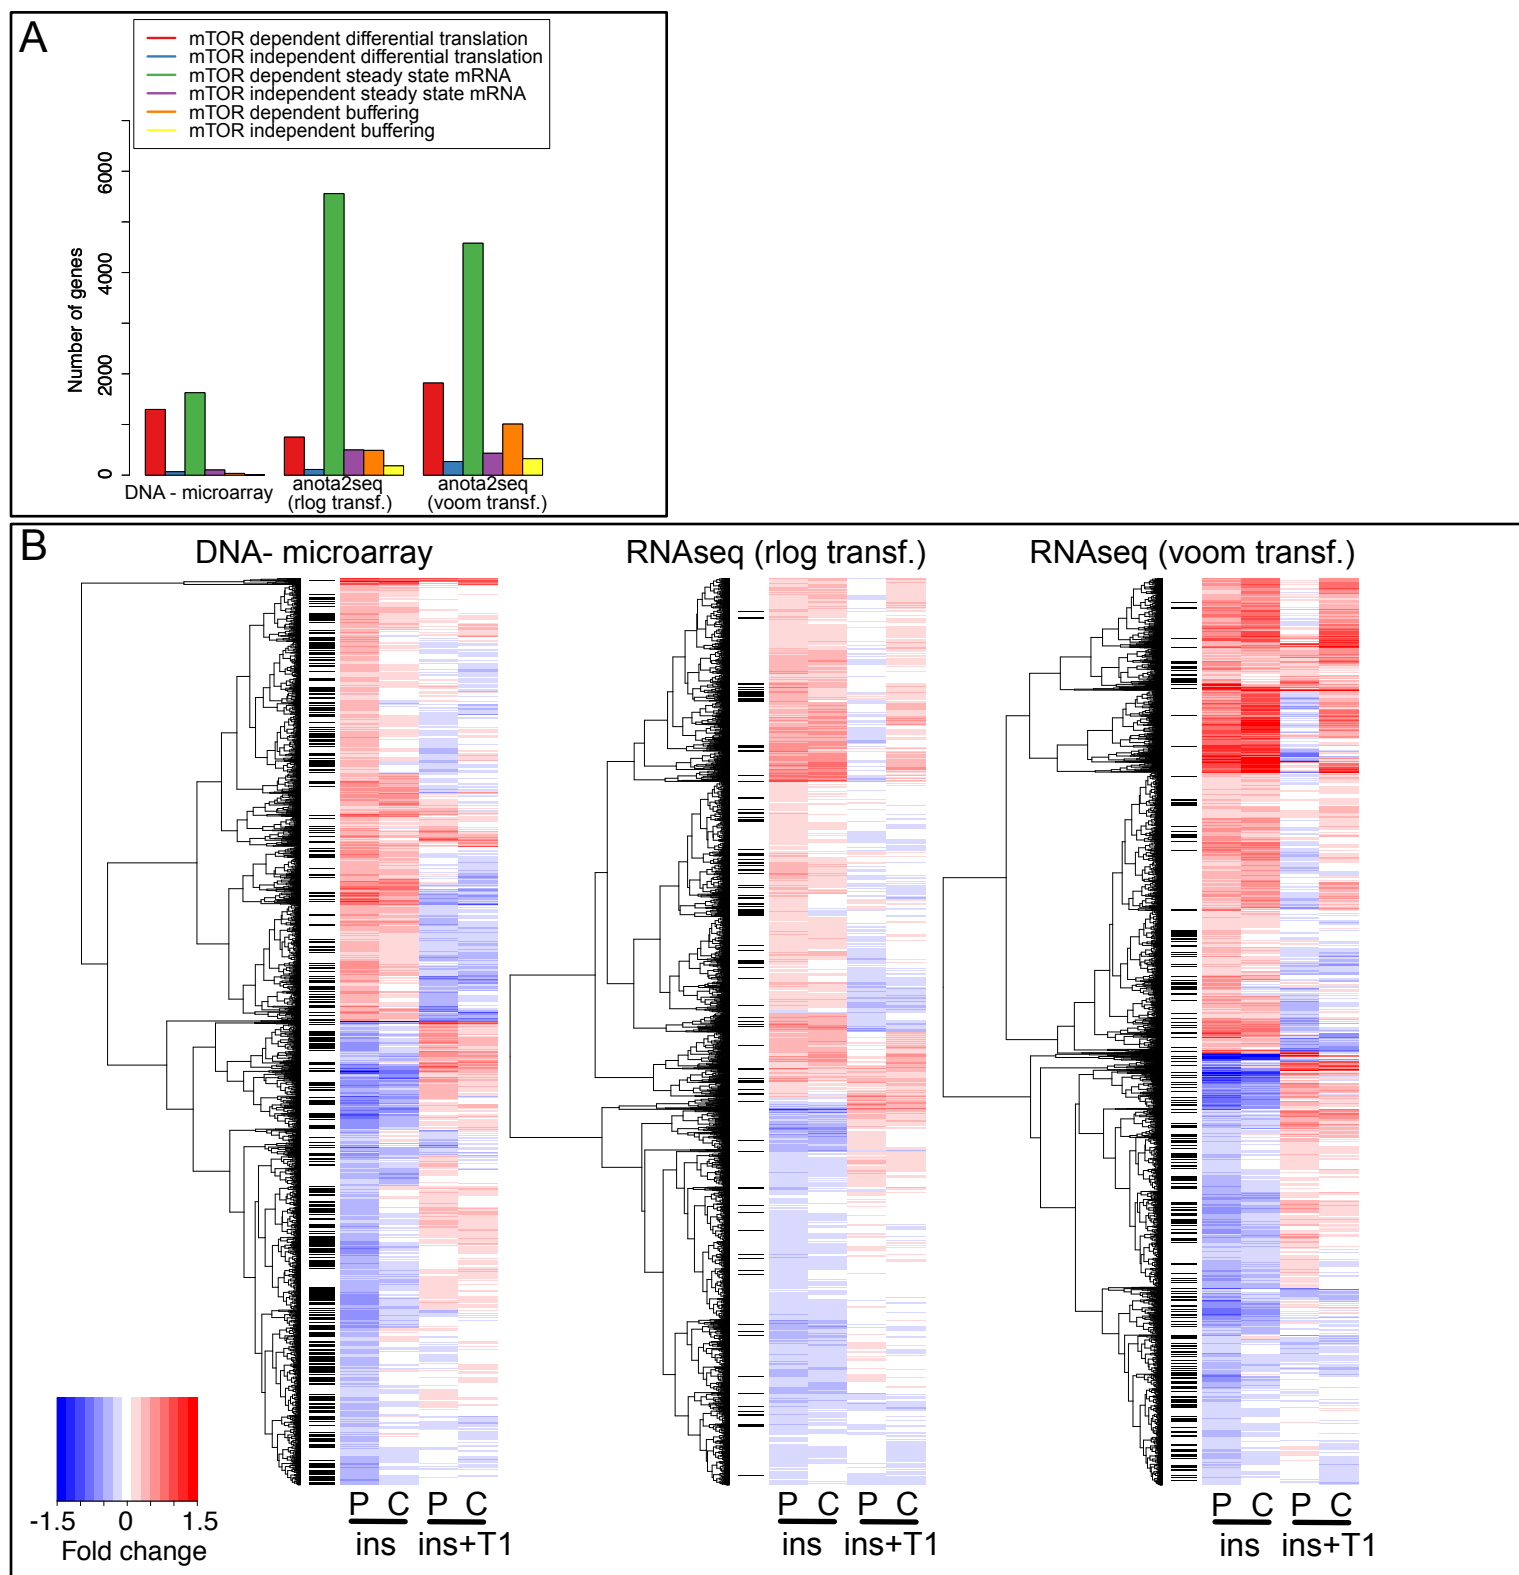 A
mTOR dependent differential translation
mTOR independent differential translation
mTOR dependent steady state mRNA
mTOR independent steady state mRNA
mTOR dependent buffering
mTOR independent buffering
Number of genes
6000
4000
2000
0
DNA - microarray
anota2seq
(rlog transf.)
anota2seq
(voom transf.)
B
DNA- microarray
RNAseq (rlog transf.)
RNAseq (voom transf.)
-1.5 0 1.5
Fold change
P C P C
ins ins+T1
P C P C
ins ins+T1
P C P C
ins ins+T1